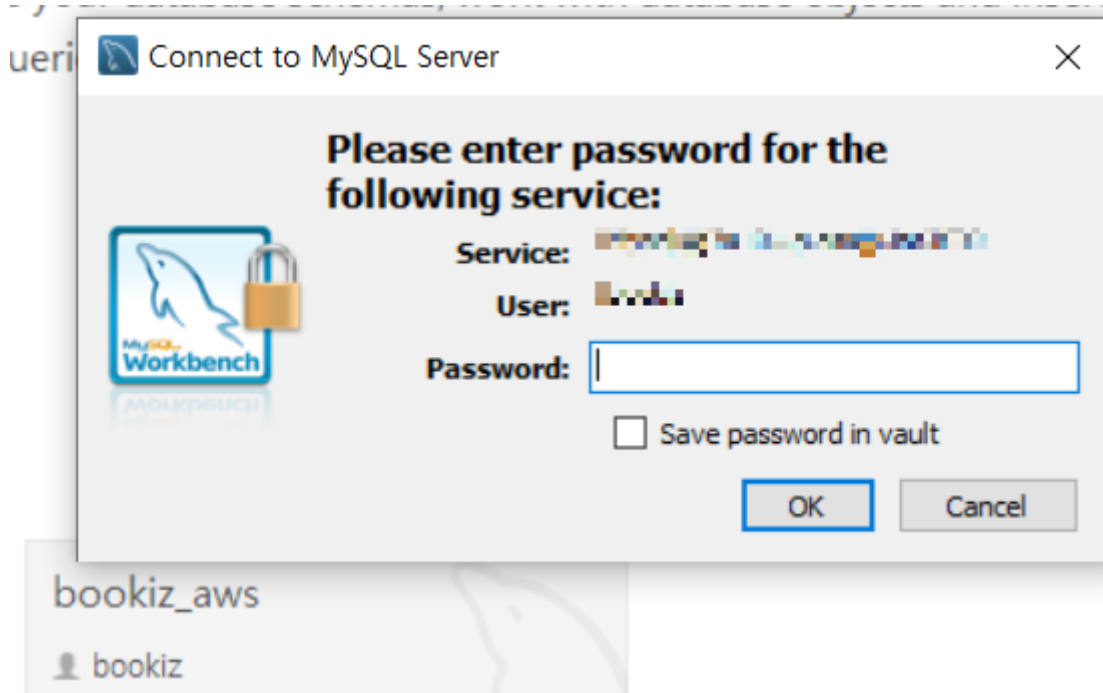 ueri
Connect to MySQL Server
Please enter password for the
following service:
Service:
User:
Password:
MySQL
Workbench
Save password in vault
OK
Cancel
bookiz_aws
bookiz